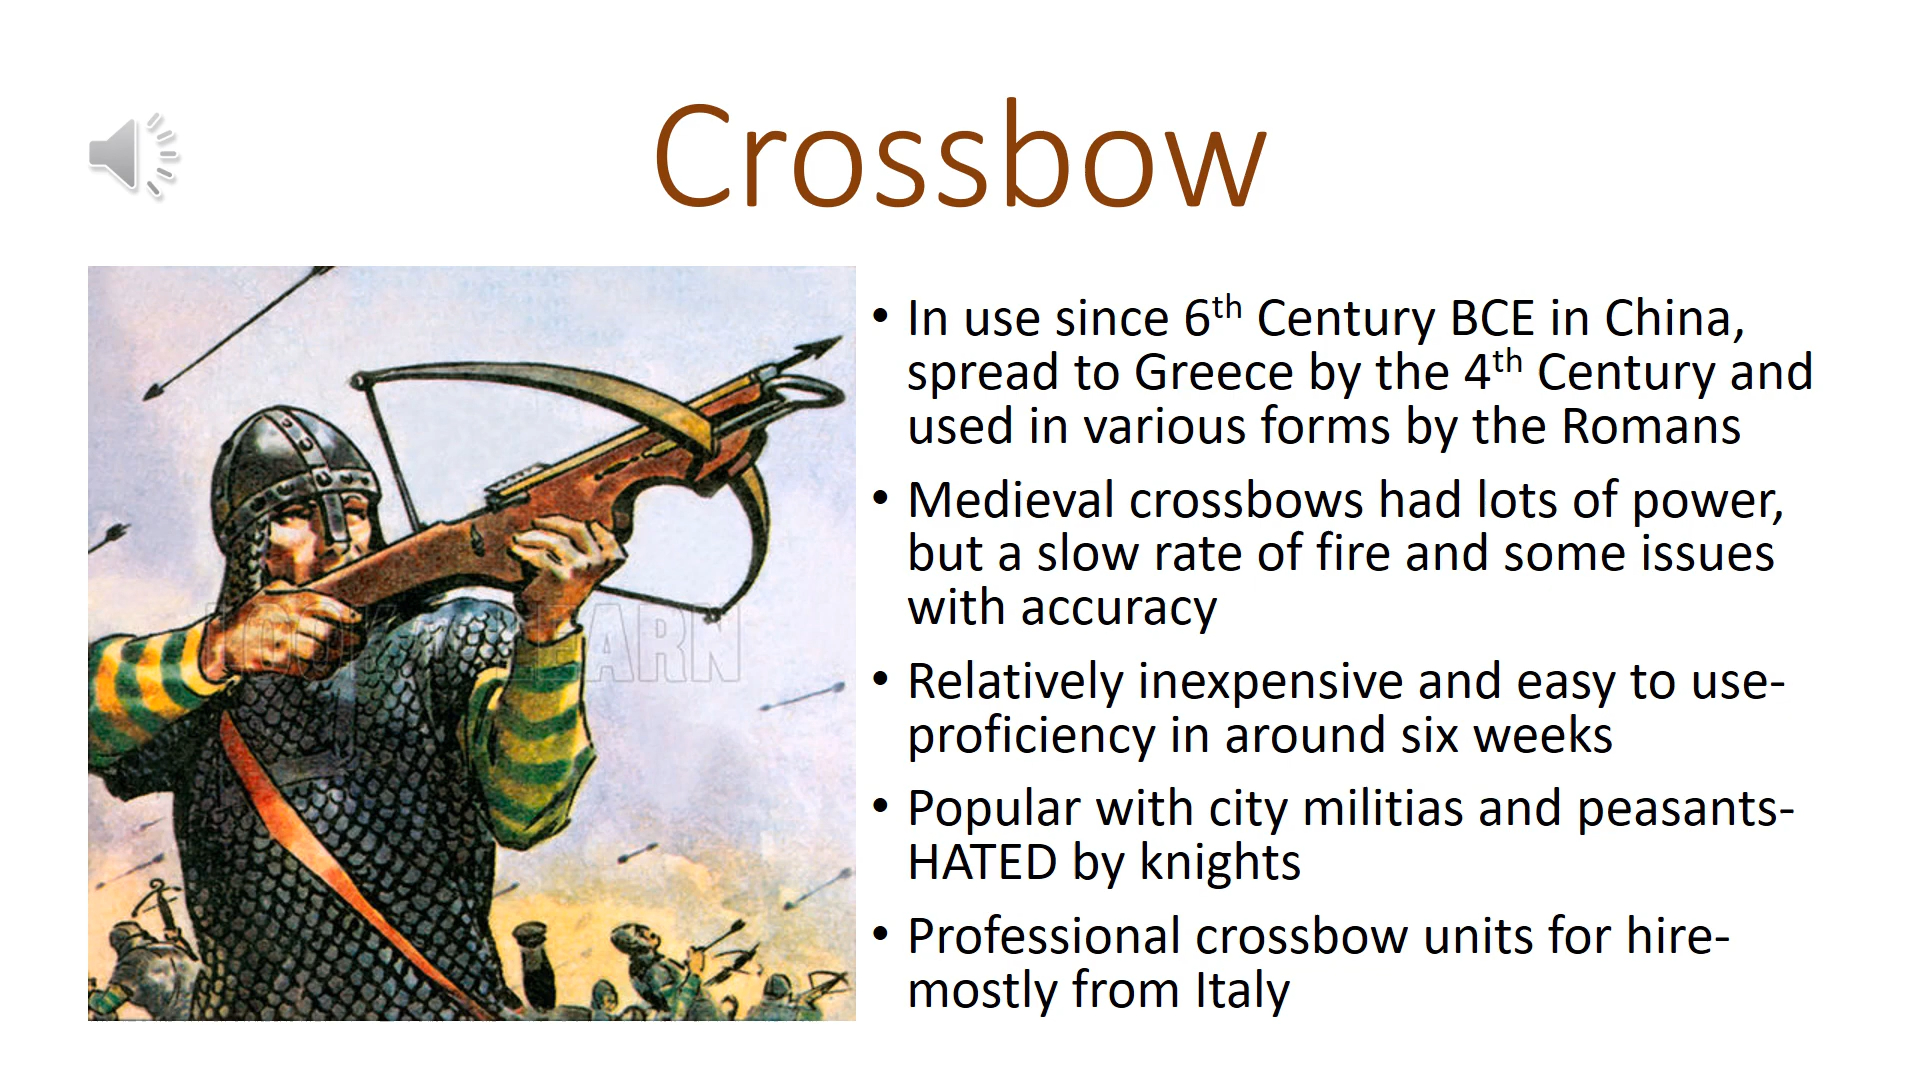 Crossbow
• In use since 6th Century BCE in China,
spread to Greece by the 4th Century and
used in various forms by the Romans
• Medieval crossbows had lots of power,
but a slow rate of fire and some issues
with accuracy
• Relatively inexpensive and easy to use-
proficiency in around six weeks
• Popular with city militias and peasants-
HATED by knights
• Professional crossbow units for hire-
mostly from Italy
LOOK LEARN